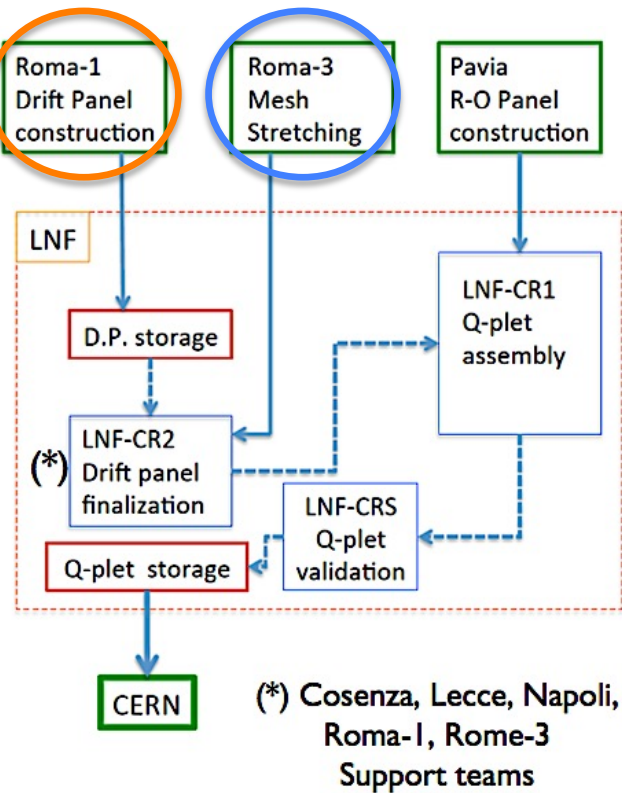 Roma-1
Drift Panel
construction
Roma-3
Mesh
Stretching
Pavia
R-O Panel
construction
LNF
LNF-CR1
Q-plet
assembly
D.P. storage
(*)
LNF-CR2
Drift panel
finalization
LNF-CRS
Q-plet
validation
Q-plet storage
CERN
(*) Cosenza, Lecce, Napoli,
Roma-1, Rome-3
Support teams